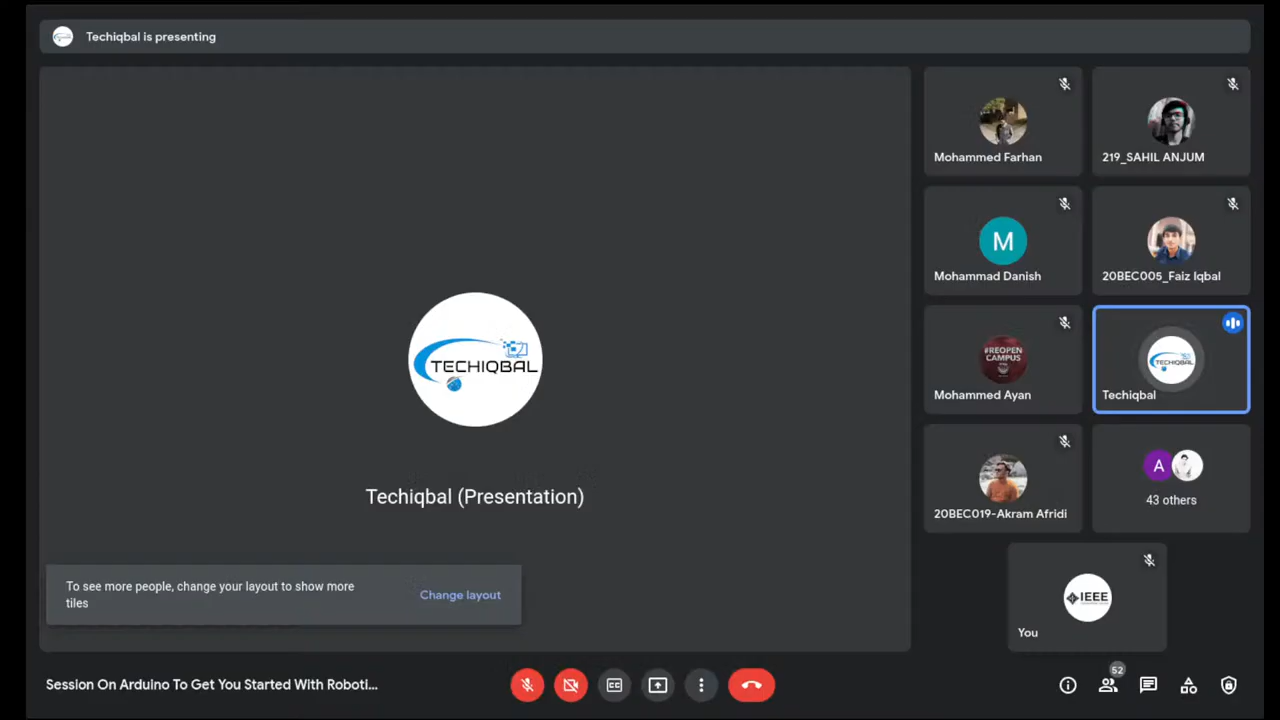 Techiqbal is presenting
TECHIQBAL
Techiqbal (Presentation)
To see more people, change your layout to show more
tiles
Change layout
Mohammed Farhan
219_SAHIL ANJUM
M
Mohammad Danish
20BEC005_Faiz Iqbal
#REOPEN
CAMPUS
Mohammed Ayan
TECHIQBAL
Techiqbal
20BEC019-Akram Afridi
A
43 others
IEEE
You
Session On Arduino To Get You Started With Roboti...
CC
52